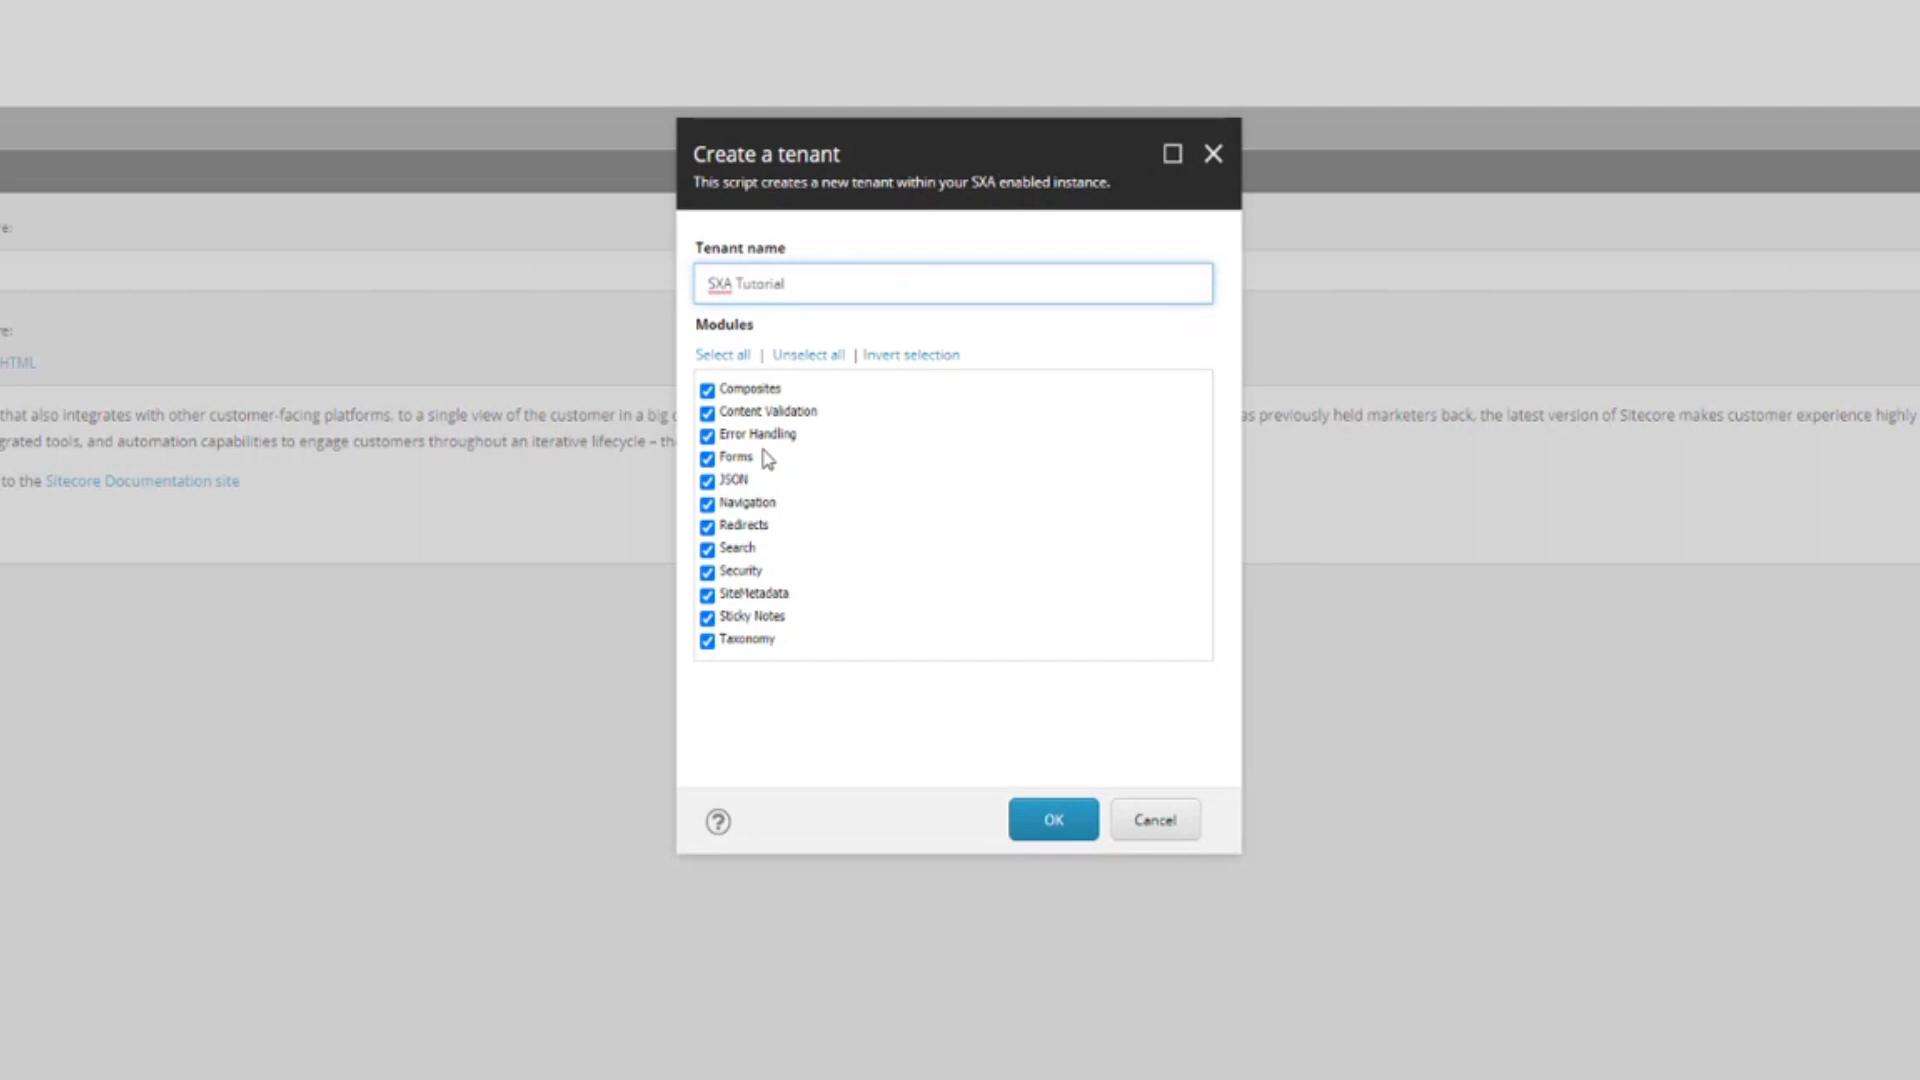 Create a tenant
This script creates a new tenant within your SXA enabled instance.
re:
Tenant name
SXA Tutorial
re:
Modules
HTML
Select all | Unselect all | Invert selection
Composites
Content Validation
Error Handling
Forms
JSON
Navigation
Redirects
Search
Security
SiteMetadata
Sticky Notes
Taxonomy
that also integrates with other customer-facing platforms, to a single view of the customer in a big
as previously held marketers back, the latest version of Sitecore makes customer experience highly
grated tools, and automation capabilities to engage customers throughout an iterative lifecycle – th
to the Sitecore Documentation site
? OK Cancel